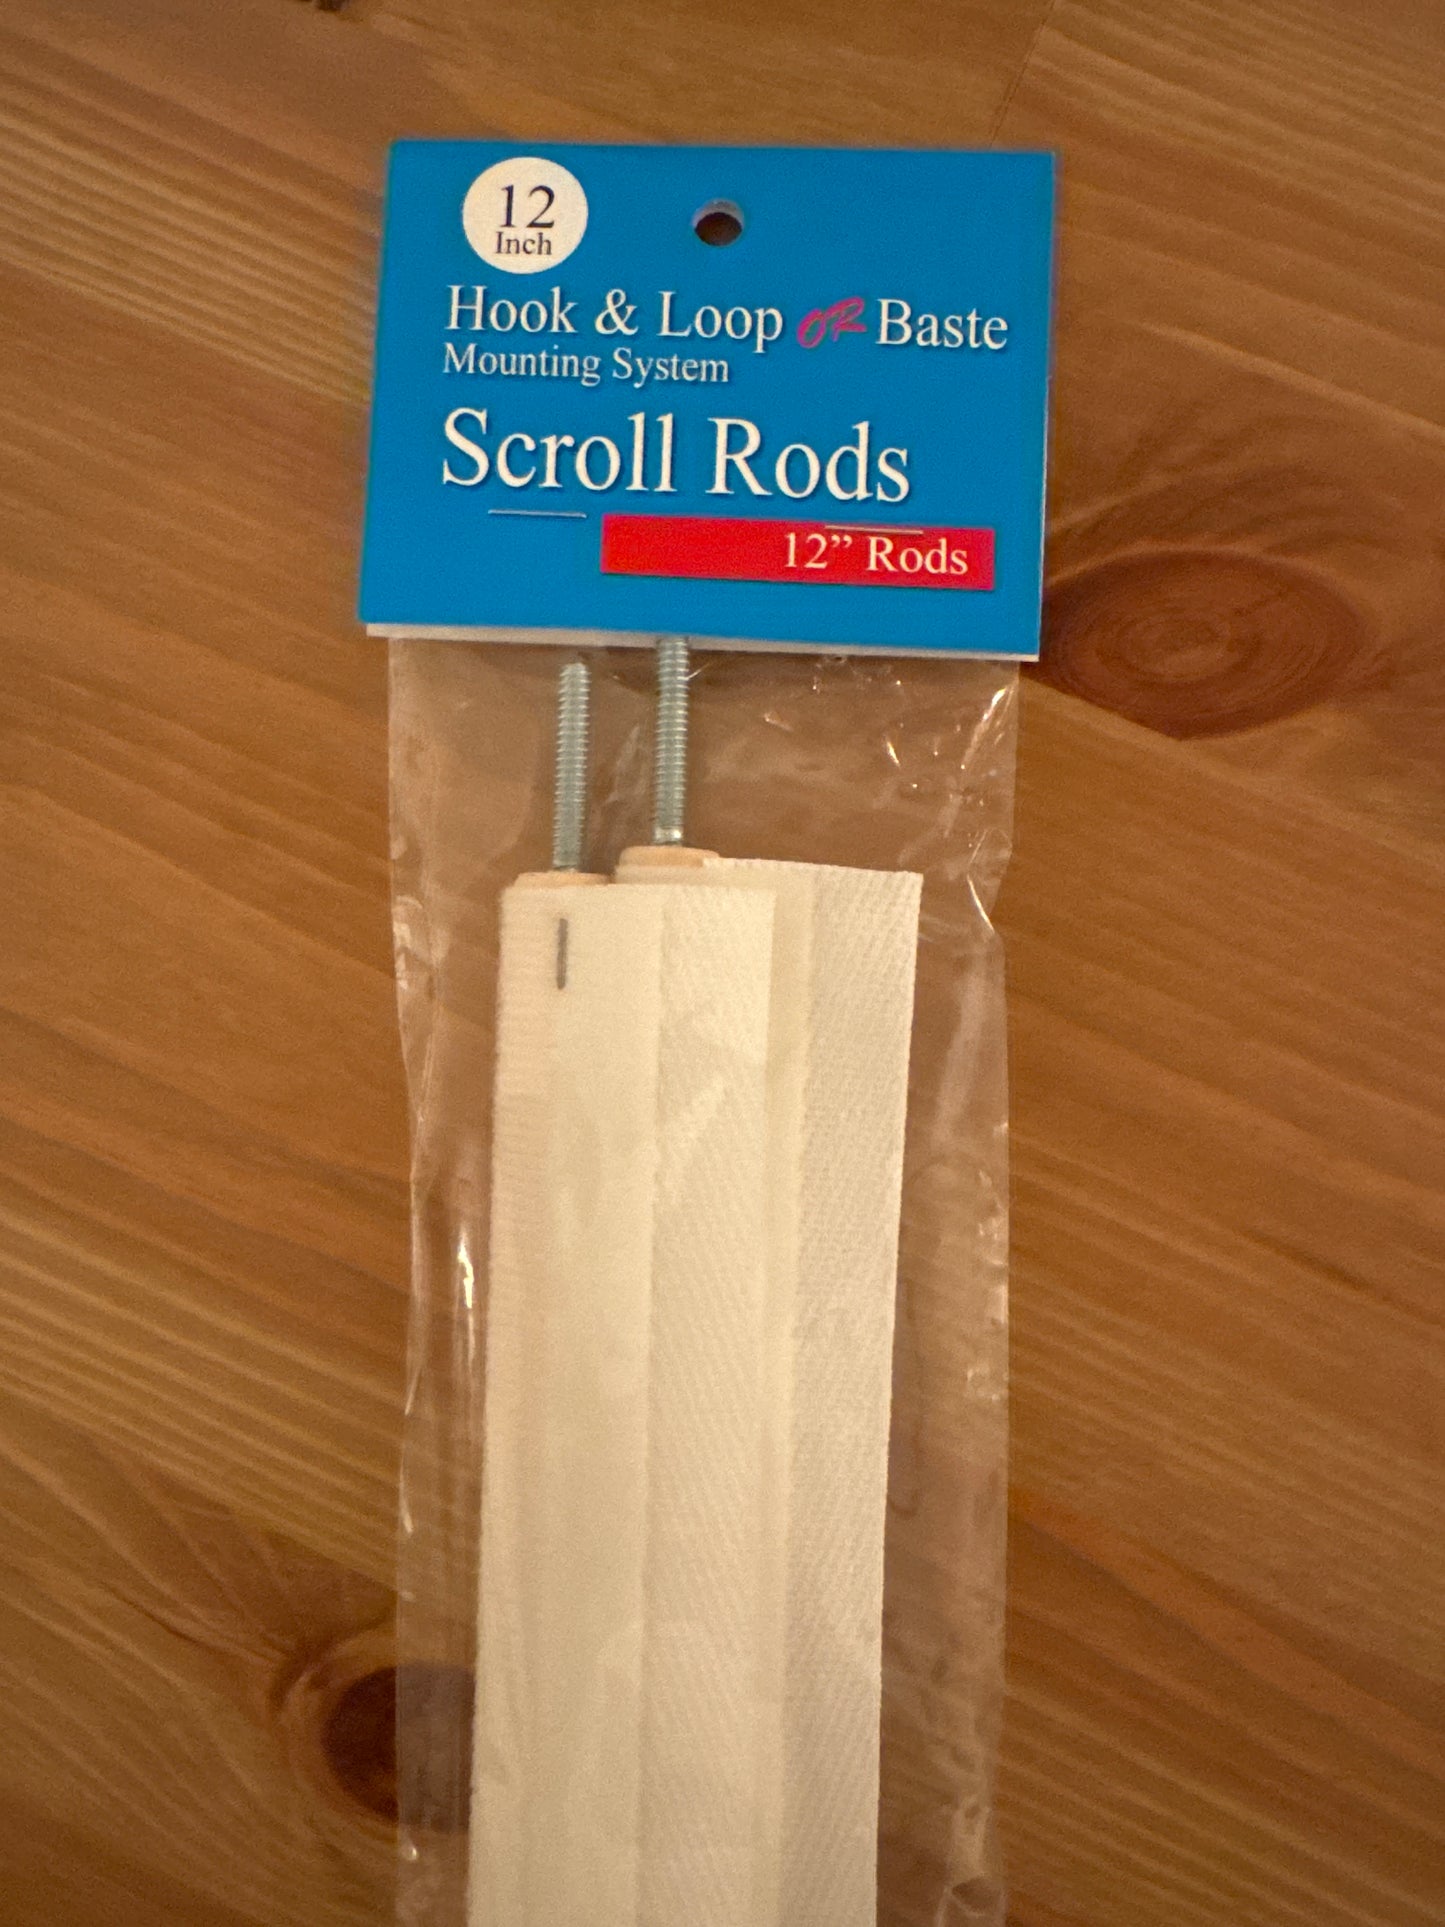 12
Inch
Hook & Loop OR Baste
Mounting System
Scroll Rods
12” Rods